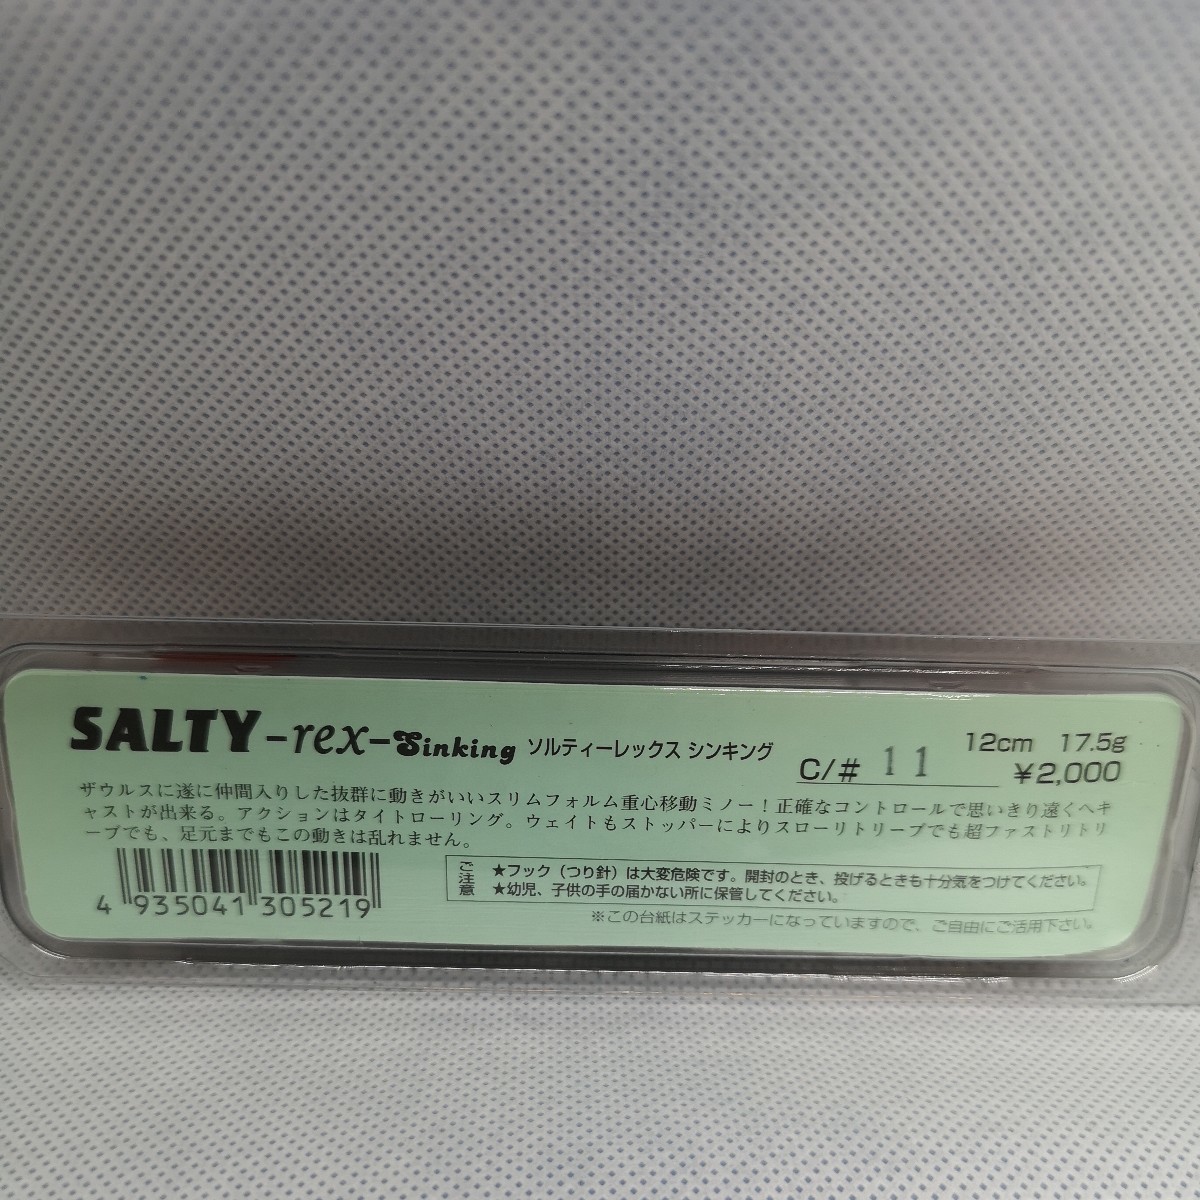 SALTY-rex-Sinking ソルティーレックス シンキング
C/# 11
12cm 17.5g
¥2,000
ザウルスに遂に仲間入りした抜群に動きがいいスリムフォルム重心移動ミノー！正確なコントロールで思いきり遠くへキ
ャストが出来る。アクションはタイトローリング。ウェイトもストッパーによりスローリトリーブでも超ファストリトリ
ーブでも、足元までもこの動きは乱れません。
4 935041 305219
ご注意
★フック（つり針）は大変危険です。開封のとき、投げるときも十分気をつけてください。
★幼児、子供の手の届かない所に保管してください。
※この台紙はステッカーになっていますので、ご自由にご活用下さい。